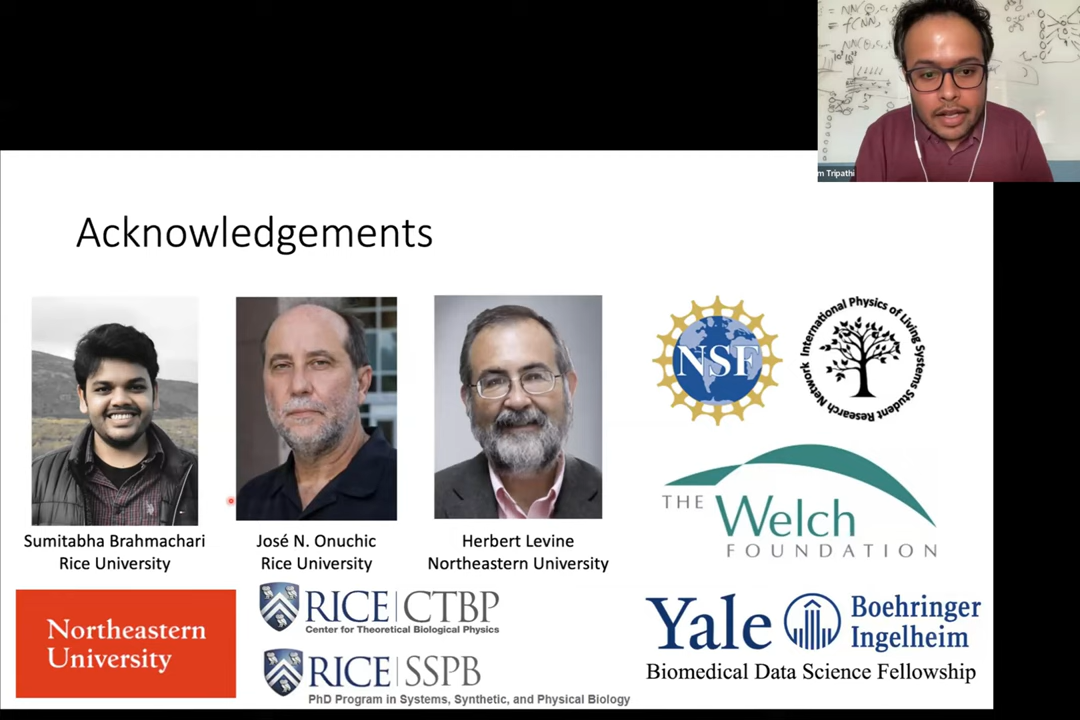 m Tripathi
Acknowledgements
Sumitabha Brahmachari
Rice University
José N. Onuchic
Rice University
Herbert Levine
Northeastern University
NSF
International Physics of Living Systems Student Research Network
THE
Welch
FOUNDATION
Northeastern
University
RICE CTBP
Center for Theoretical Biological Physics
RICE SSPB
PhD Program in Systems, Synthetic, and Physical Biology
Yale
Boehringer
Ingelheim
Biomedical Data Science Fellowship